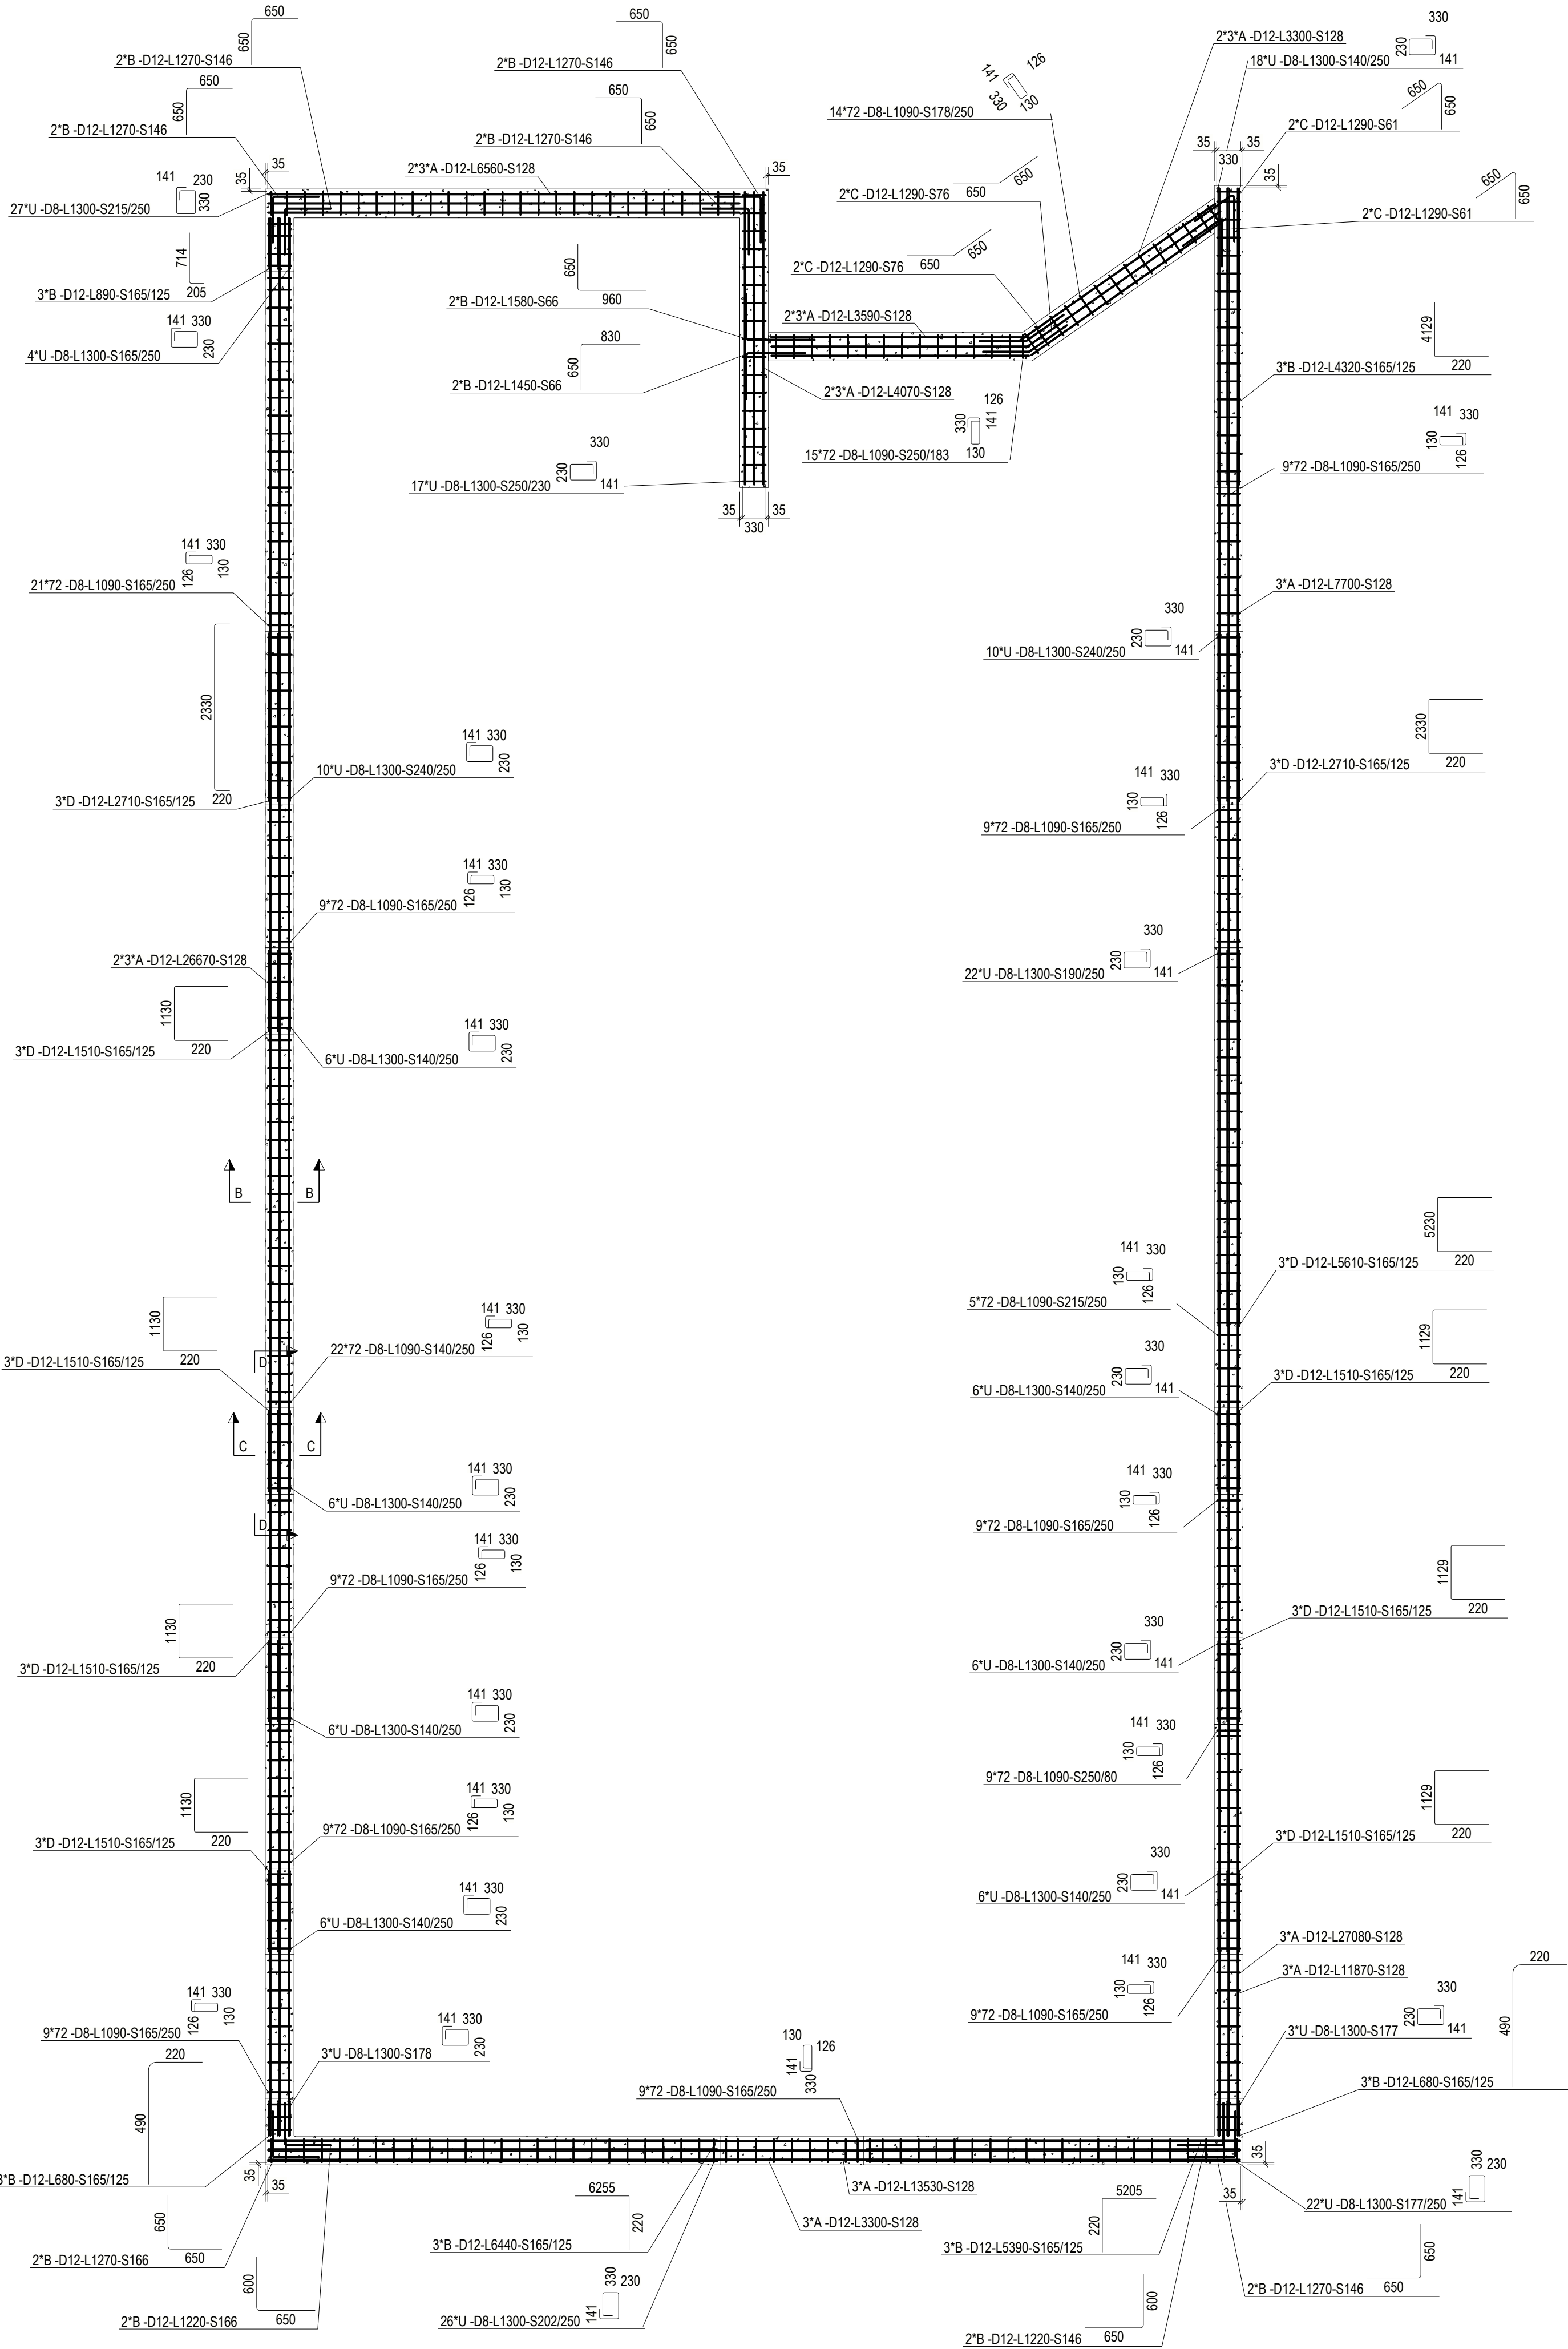 650
650
2*B -D12-L1270-S146
650
650
2*B -D12-L1270-S146
650
650
2*B -D12-L1270-S146
650
650
2*B -D12-L1270-S146
2*3*A -D12-L6560-S128
35
35
35
141 230
330
27*U -D8-L1300-S215/250
714
205
3*B -D12-L890-S165/125
141 330
230
4*U -D8-L1300-S165/250
141
126
330
130
14*72 -D8-L1090-S178/250
2*3*A -D12-L3300-S128
330
230
141
18*U -D8-L1300-S140/250
650
650
2*C -D12-L1290-S61
35
35
330
35
650
650
2*C -D12-L1290-S61
650
650
2*C -D12-L1290-S76
650
650
2*C -D12-L1290-S76
650
960
2*B -D12-L1580-S66
830
650
2*B -D12-L1450-S66
2*3*A -D12-L3590-S128
2*3*A -D12-L4070-S128
126
330
141
130
15*72 -D8-L1090-S250/183
330
230
141
17*U -D8-L1300-S250/230
35
35
330
4129
220
3*B -D12-L4320-S165/125
141 330
130
126
9*72 -D8-L1090-S165/250
141 330
126
130
21*72 -D8-L1090-S165/250
3*A -D12-L7700-S128
330
230
141
10*U -D8-L1300-S240/250
2330
220
3*D -D12-L2710-S165/125
141 330
230
10*U -D8-L1300-S240/250
2330
220
3*D -D12-L2710-S165/125
141 330
130
126
9*72 -D8-L1090-S165/250
141 330
126
130
9*72 -D8-L1090-S165/250
2*3*A -D12-L26670-S128
330
230
141
22*U -D8-L1300-S190/250
1130
220
3*D -D12-L1510-S165/125
141 330
230
6*U -D8-L1300-S140/250
B
B
5230
220
3*D -D12-L5610-S165/125
141 330
130
126
5*72 -D8-L1090-S215/250
1130
220
3*D -D12-L1510-S165/125
141 330
126
130
22*72 -D8-L1090-S140/250
D
1129
220
3*D -D12-L1510-S165/125
330
230
141
6*U -D8-L1300-S140/250
C
C
141 330
230
6*U -D8-L1300-S140/250
141 330
130
126
9*72 -D8-L1090-S165/250
D
141 330
126
130
9*72 -D8-L1090-S165/250
1129
220
3*D -D12-L1510-S165/125
1130
220
3*D -D12-L1510-S165/125
330
230
141
6*U -D8-L1300-S140/250
141 330
230
6*U -D8-L1300-S140/250
141 330
130
126
9*72 -D8-L1090-S250/80
1130
220
3*D -D12-L1510-S165/125
141 330
126
130
9*72 -D8-L1090-S165/250
1129
220
3*D -D12-L1510-S165/125
330
230
141
6*U -D8-L1300-S140/250
141 330
230
6*U -D8-L1300-S140/250
3*A -D12-L27080-S128
3*A -D12-L11870-S128
141 330
130
126
9*72 -D8-L1090-S165/250
330
230
141
3*U -D8-L1300-S177
220
490
3*B -D12-L680-S165/125
141 330
126
130
9*72 -D8-L1090-S165/250
141 330
230
3*U -D8-L1300-S178
220
490
3*B -D12-L680-S165/125
130
126
141
330
9*72 -D8-L1090-S165/250
35
35
35
35
650
650
2*B -D12-L1270-S166
600
650
2*B -D12-L1220-S166
6255
220
3*B -D12-L6440-S165/125
330
230
141
26*U -D8-L1300-S202/250
3*A -D12-L13530-S128
3*A -D12-L3300-S128
5205
220
3*B -D12-L5390-S165/125
600
650
2*B -D12-L1220-S146
330
230
141
22*U -D8-L1300-S177/250
650
650
2*B -D12-L1270-S146